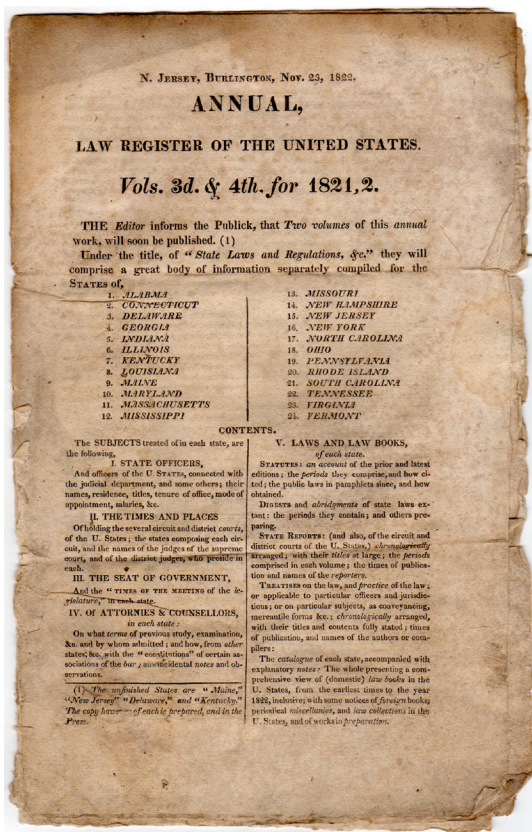 N. JERSEY, BURLINGTON, NOV. 23, 1822.
ANNUAL,
LAW REGISTER OF THE UNITED STATES.
Vols. 3d. & 4th. for 1821,2.
THE Editor informs the Publick, that Two volumes of this annual
work, will soon be published. (1)
Under the title, of "State Laws and Regulations, &c." they will
comprise a great body of information separately compiled for the
STATES of,
1. ALABMA
2. CONNECTICUT
3. DELAWARE
4. GEORGIA
5. INDIANA
6. ILLINOIS
7. KENTUCKY
8. LOUISIANA
9. MAINE
10. MARYLAND
11. MASSACHUSETTS
12. MISSISSIPPI
13. MISSOURI
14. NEW HAMPSHIRE
15. NEW JERSEY
16. NEW YORK
17. NORTH CAROLINA
18. OHIO
19. PENNSYLVANIA
20. RHODE ISLAND
21. SOUTH CAROLINA
22. TENNESSEE
23. VIRGINIA
24. VERMONT
CONTENTS.
The SUBJECTS treated of in each state, are
the following,
I. STATE OFFICERS,
And officers of the U. STATES, connected with
the judicial department, and some others; their
names, residence, titles, tenure of office, mode of
appointment, salaries, &c.
II. THE TIMES AND PLACES
Of holding the several circuit and district courts,
of the U. States; the states composing each cir-
cuit, and the names of the judges of the supreme
court, and of the district judges, who preside in
each.
III. THE SEAT OF GOVERNMENT,
And the "TIMES OF THE MEETING of the le-
gislature," in each state.
IV. OF ATTORNIES & COUNSELLORS,
in each state:
On what terms of previous study, examination,
&c. and by whom admitted; and how, from other
states; &c. with the "constitutions" of certain as-
sociations of the bar; and incidental notes and ob-
servations.
(1) The unfinished States are "Maine,"
"New Jersey" "Delaware," and "Kentucky."
The copy however of each is prepared, and in the
Press.
V. LAWS AND LAW BOOKS,
of each state.
STATUTES: an account of the prior and latest
editions; the periods they comprise, and how ci-
ted; the public laws in pamphlets since, and how
obtained.
DIGESTS and abridgments of state laws ex-
tant: the periods they contain; and others pre-
paring.
STATE REPORTS: (and also, of the circuit and
district courts of the U. States,) chronologically
arranged; with their titles at large; the periods
comprised in each volume; the times of publica-
tion and names of the reporters.
TREATISES on the law, and practice of the law;
or applicable to particular officers and jurisdic-
tions; or on particular subjects, as conveyancing,
mercantile forms &c.; chronologically arranged,
with their titles and contents fully stated; times
of publication, and names of the authors or com-
pilers:
The catalogue of each state, accompanied with
explanatory notes: The whole presenting a com-
prehensive view of (domestic) law books in the
U. States, from the earliest times to the year
1822, inclutive; with some notices of foreign books;
periodical miscellanies, and law collections in the
U. States, and of works in preparation.